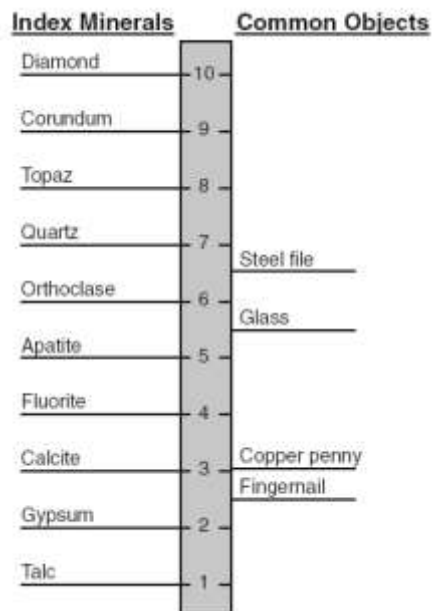 Index Minerals Common Objects
Diamond 10
Corundum 9
Topaz 8
Quartz 7
Steel file
Orthoclase 6
Glass
Apatite 5
Fluorite 4
Calcite 3 Copper penny
Fingernail
Gypsum 2
Talc 1